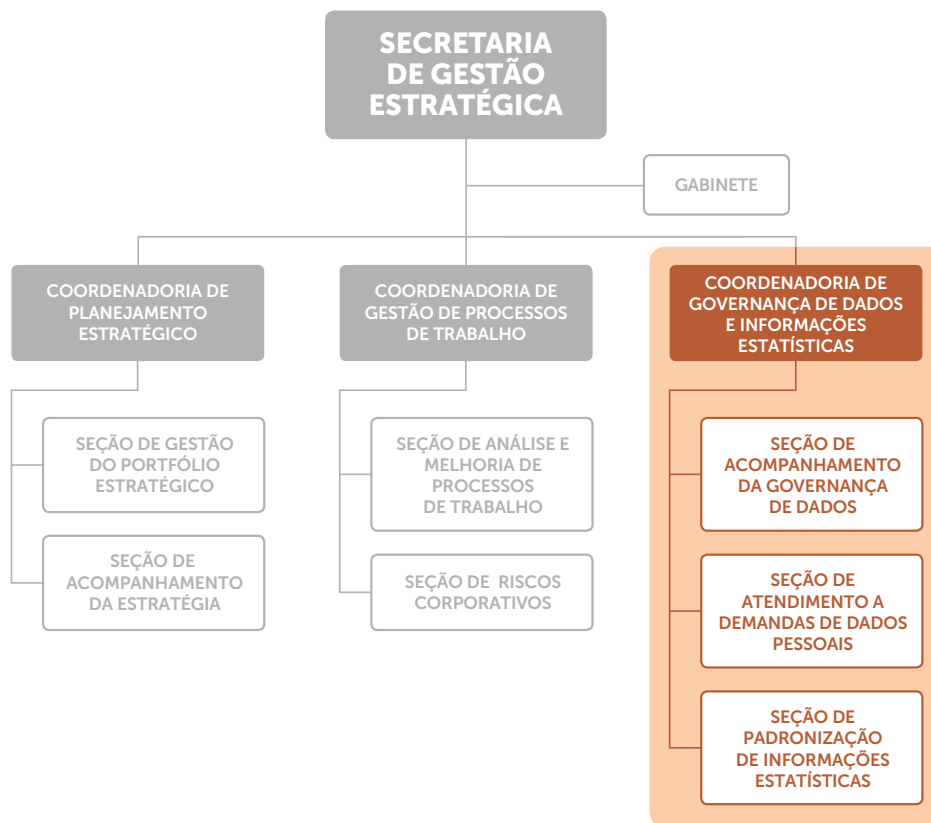 SECRETARIA
DE GESTÃO
ESTRATÉGICA
GABINETE
COORDENADORIA DE
PLANEJAMENTO
ESTRATÉGICO
SEÇÃO DE GESTÃO
DO PORTFÓLIO
ESTRATÉGICO
SEÇÃO DE
ACOMPANHAMENTO
DA ESTRATÉGIA
COORDENADORIA DE
GESTÃO DE PROCESSOS
DE TRABALHO
SEÇÃO DE ANÁLISE E
MELHORIA DE
PROCESSOS
DE TRABALHO
SEÇÃO DE RISCOS
CORPORATIVOS
COORDENADORIA DE
GOVERNANÇA DE DADOS
E INFORMAÇÕES
ESTATÍSTICAS
SEÇÃO DE
ACOMPANHAMENTO
DA GOVERNANÇA
DE DADOS
SEÇÃO DE
ATENDIMENTO A
DEMANDAS DE DADOS
PESSOAIS
SEÇÃO DE
PADRONIZAÇÃO
DE INFORMAÇÕES
ESTATÍSTICAS